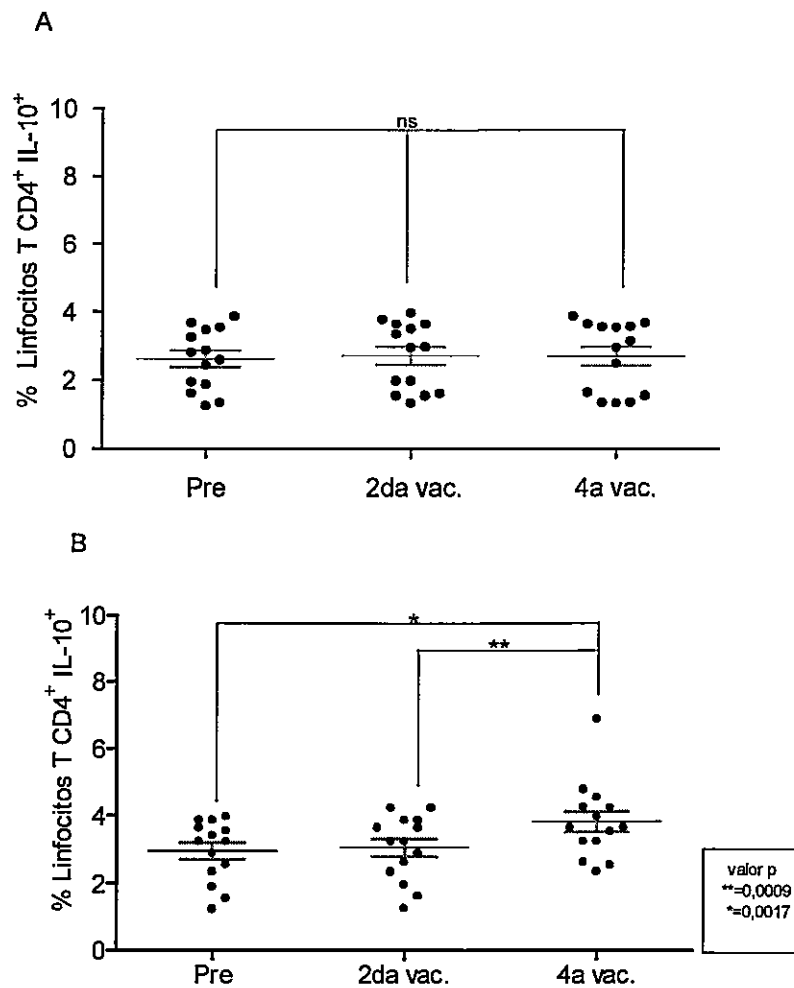 A
% Linfocitos T CD4⁺ IL-10⁺
10
8
6
4
2
0
ns
Pre
2da vac.
4a vac.
B
% Linfocitos T CD4⁺ IL-10⁺
10
8
6
4
2
0
*
**
Pre
2da vac.
4a vac.
valor p
**=0,0009
*=0,0017